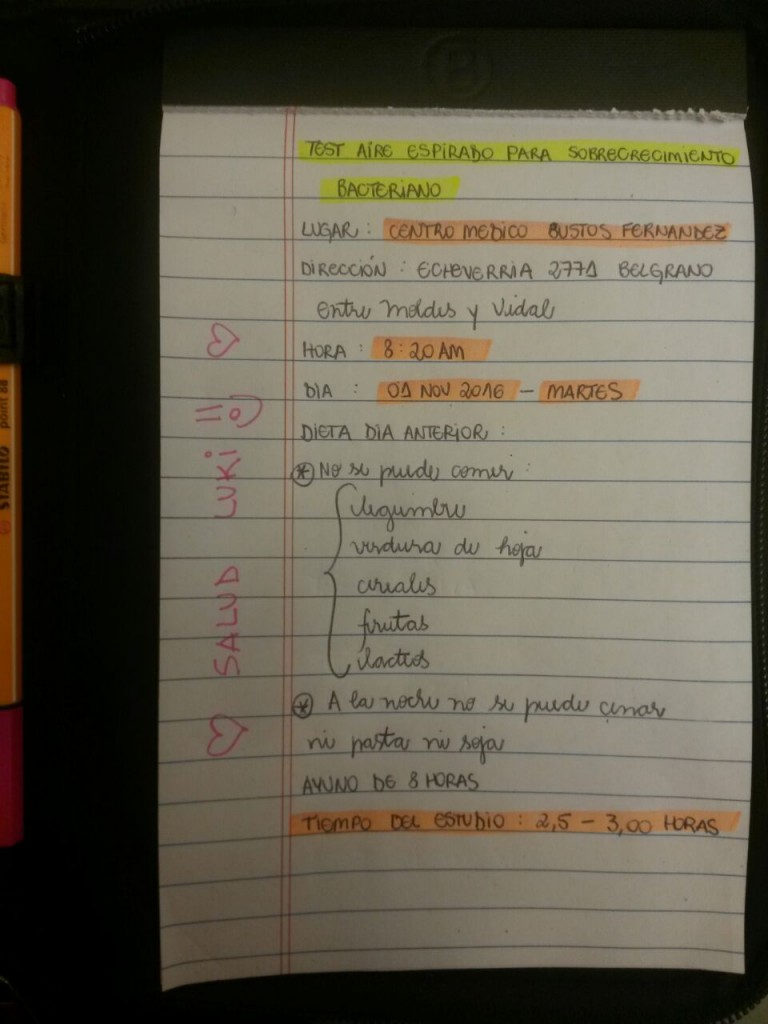 TEST AIRE ESPIRADO PARA SOBRECRECIMIENTO
BACTERIANO
LUGAR : CENTRO MEDICO BUSTOS FERNANDEZ
DIRECCIÓN : ECHEVERRIA 2771 BELGRANO
entre Moldes y Vidal
HORA : 8:20 AM
DIA : 01 NOV 2016 – MARTES
DIETA DIA ANTERIOR :
* No se puede comer :
legumbre
verdura de hoja
cereales
frutas
lacteos
* A la noche no se puede cenar
ni pasta ni soja
AYUNO DE 8 HORAS
TIEMPO DEL ESTUDIO : 2,5 – 3,00 HORAS
♡ SALUD LUKI =) ♡
STABILO point 88